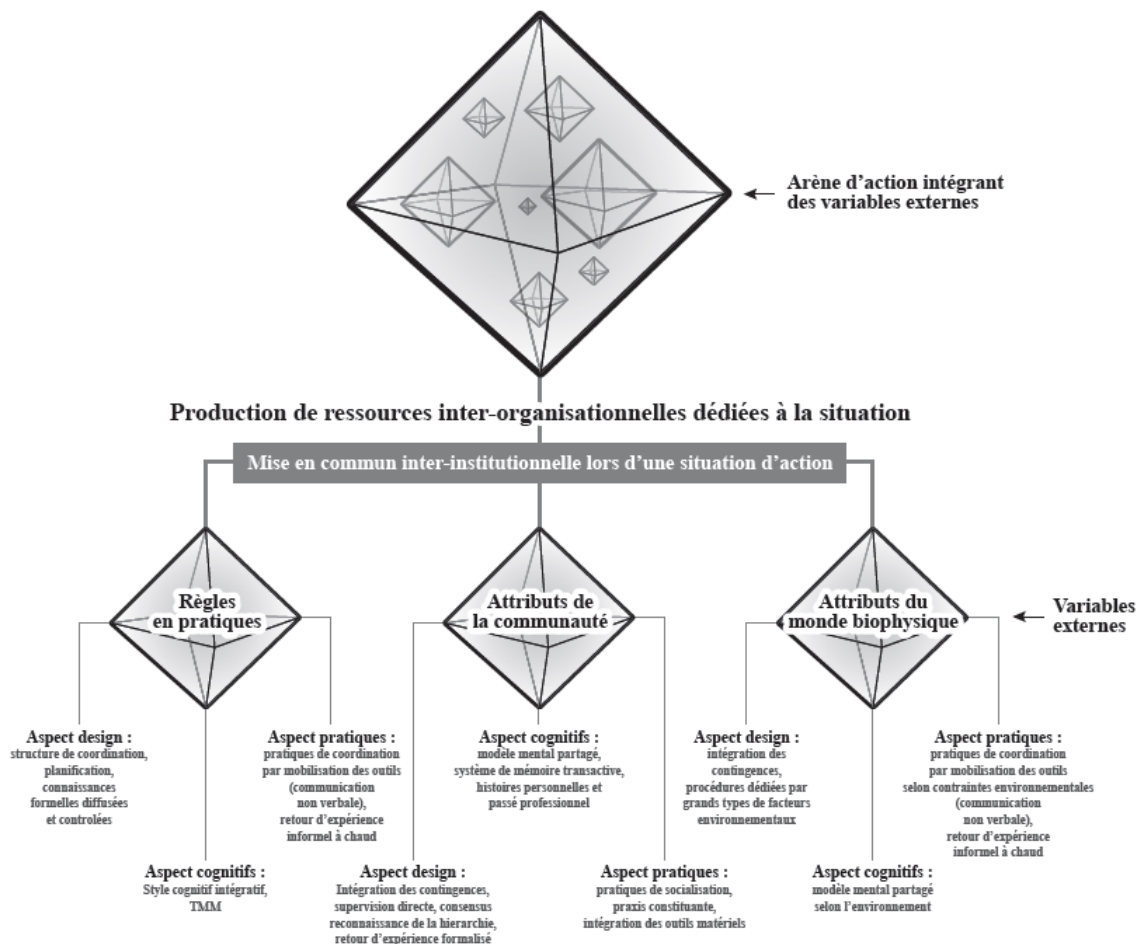 Arène d'action intégrant
des variables externes
Production de ressources inter-organisationnelles dédiées à la situation
Mise en commun inter-institutionnelle lors d'une situation d'action
Règles
en pratiques
Attributs de
la communauté
Attributs du
monde biophysique
Variables
externes
Aspect design :
structure de coordination,
planification,
connaissances
formelles diffusées
et controlées
Aspect pratiques :
pratiques de coordination
par mobilisation des outils
(communication
non verbale),
retour d'expérience
informel à chaud
Aspect cognitifs :
modèle mental partagé,
système de mémoire transactive,
histoires personnelles et
passé professionnel
Aspect design :
intégration des
contingences,
procédures dédiées par
grands types de facteurs
environnementaux
Aspect pratiques :
pratiques de coordination
par mobilisation des outils
selon contraintes environnementales
(communication
non verbale),
retour d'expérience
informel à chaud
Aspect cognitifs :
Style cognitif intégratif,
TMM
Aspect design :
Intégration des contingences,
supervision directe, consensus
reconnaissance de la hierarchie,
retour d'expérience formalisé
Aspect pratiques :
pratiques de socialisation,
praxis constituante,
intégration des outils matériels
Aspect cognitifs :
modèle mental partagé
selon l'environnement